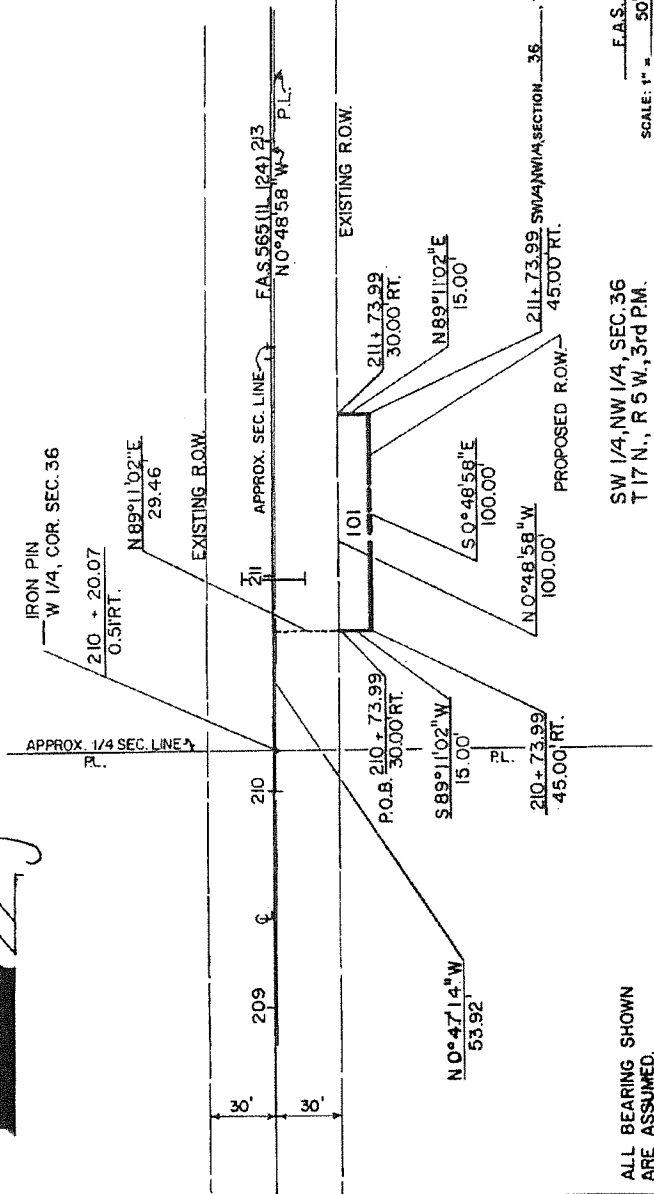 IRON PIN
W 1/4, COR. SEC. 36
210 + 20.07
0.51' RT.
N 89°11'02" E
29.46
EXISTING R.O.W.
APPROX. 1/4 SEC. LINE
P.L.
APPROX. SEC. LINE
F.A.S. 565 (IL. 124)
N 0°48'58" W
P.L.
209
210
211
213
30'
30'
EXISTING R.O.W.
101
P.O.B. 210 + 73.99
30.00' RT.
S 89°11'02" W
15.00'
P.L.
210 + 73.99
45.00' RT.
N 0°48'58" W
100.00'
S 0°48'58" E
100.00'
PROPOSED R.O.W.
211 + 73.99
30.00' RT.
N 89°11'02" E
15.00'
211 + 73.99
45.00' RT.
SW1/4,NW1/4,SECTION 36
N 0°47'14" W
53.92'
ALL BEARING SHOWN
ARE ASSUMED.
SW 1/4, NW 1/4, SEC. 36
T 17 N., R 5 W., 3rd P.M.
F.A.S.
SCALE: 1" = 50'